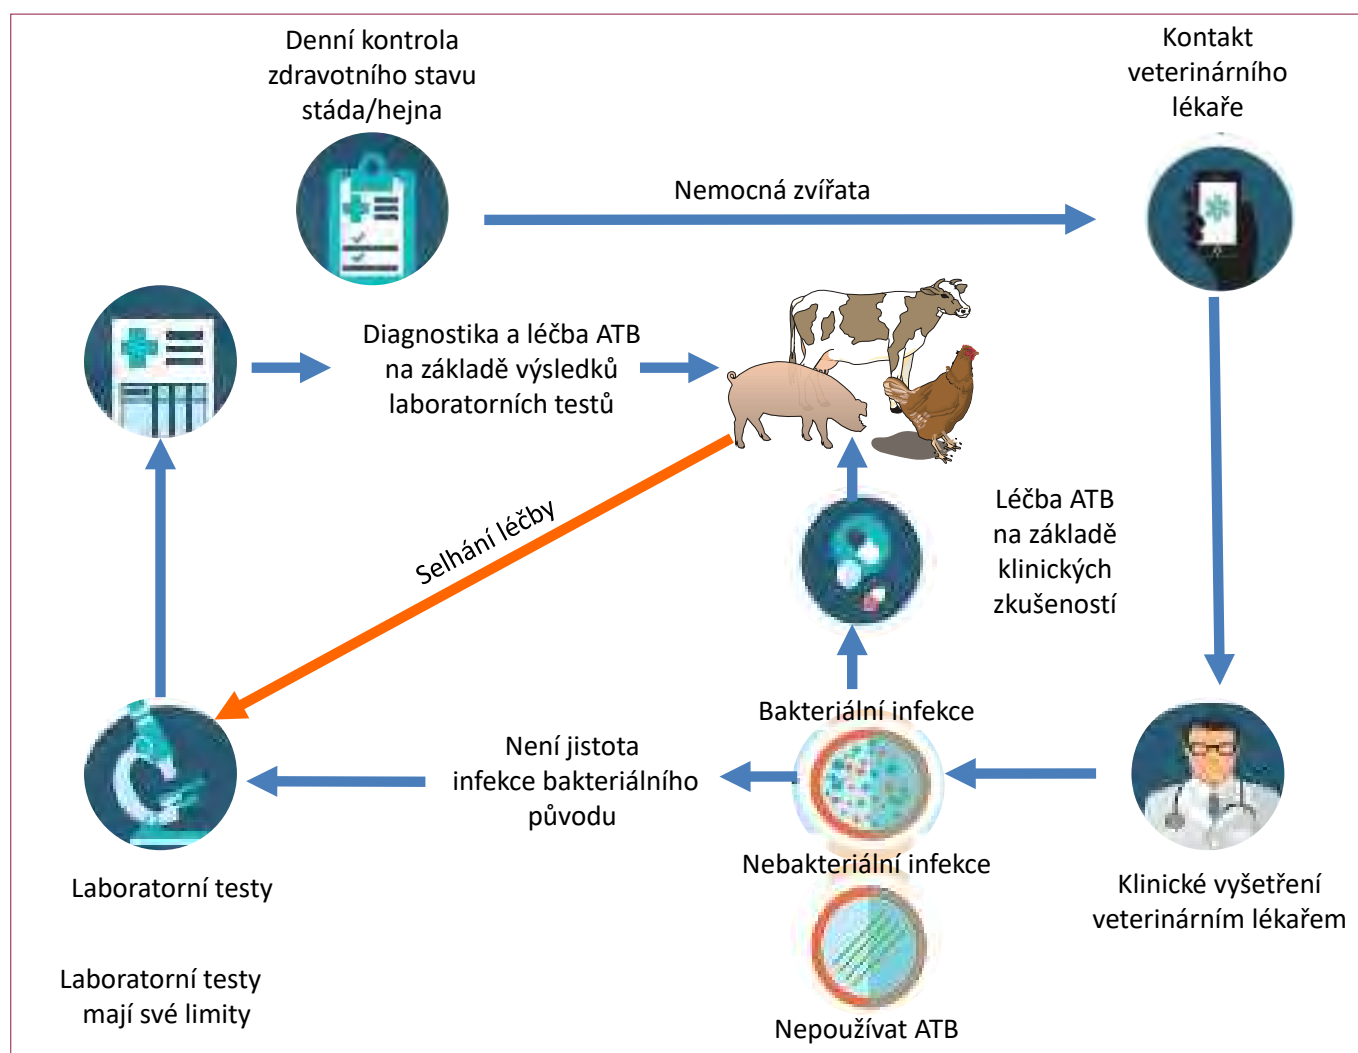 Denní kontrola
zdravotního stavu
stáda/hejna
Kontakt
veterinárního
lékaře
Nemocná zvířata
Diagnostika a léčba ATB
na základě výsledků
laboratorních testů
Selhání léčby
Léčba ATB
na základě
klinických
zkušeností
Bakteriální infekce
Není jistota
infekce bakteriálního
původu
Nebakteriální infekce
Laboratorní testy
Klinické vyšetření
veterinárním lékařem
Laboratorní testy
mají své limity
Nepoužívat ATB